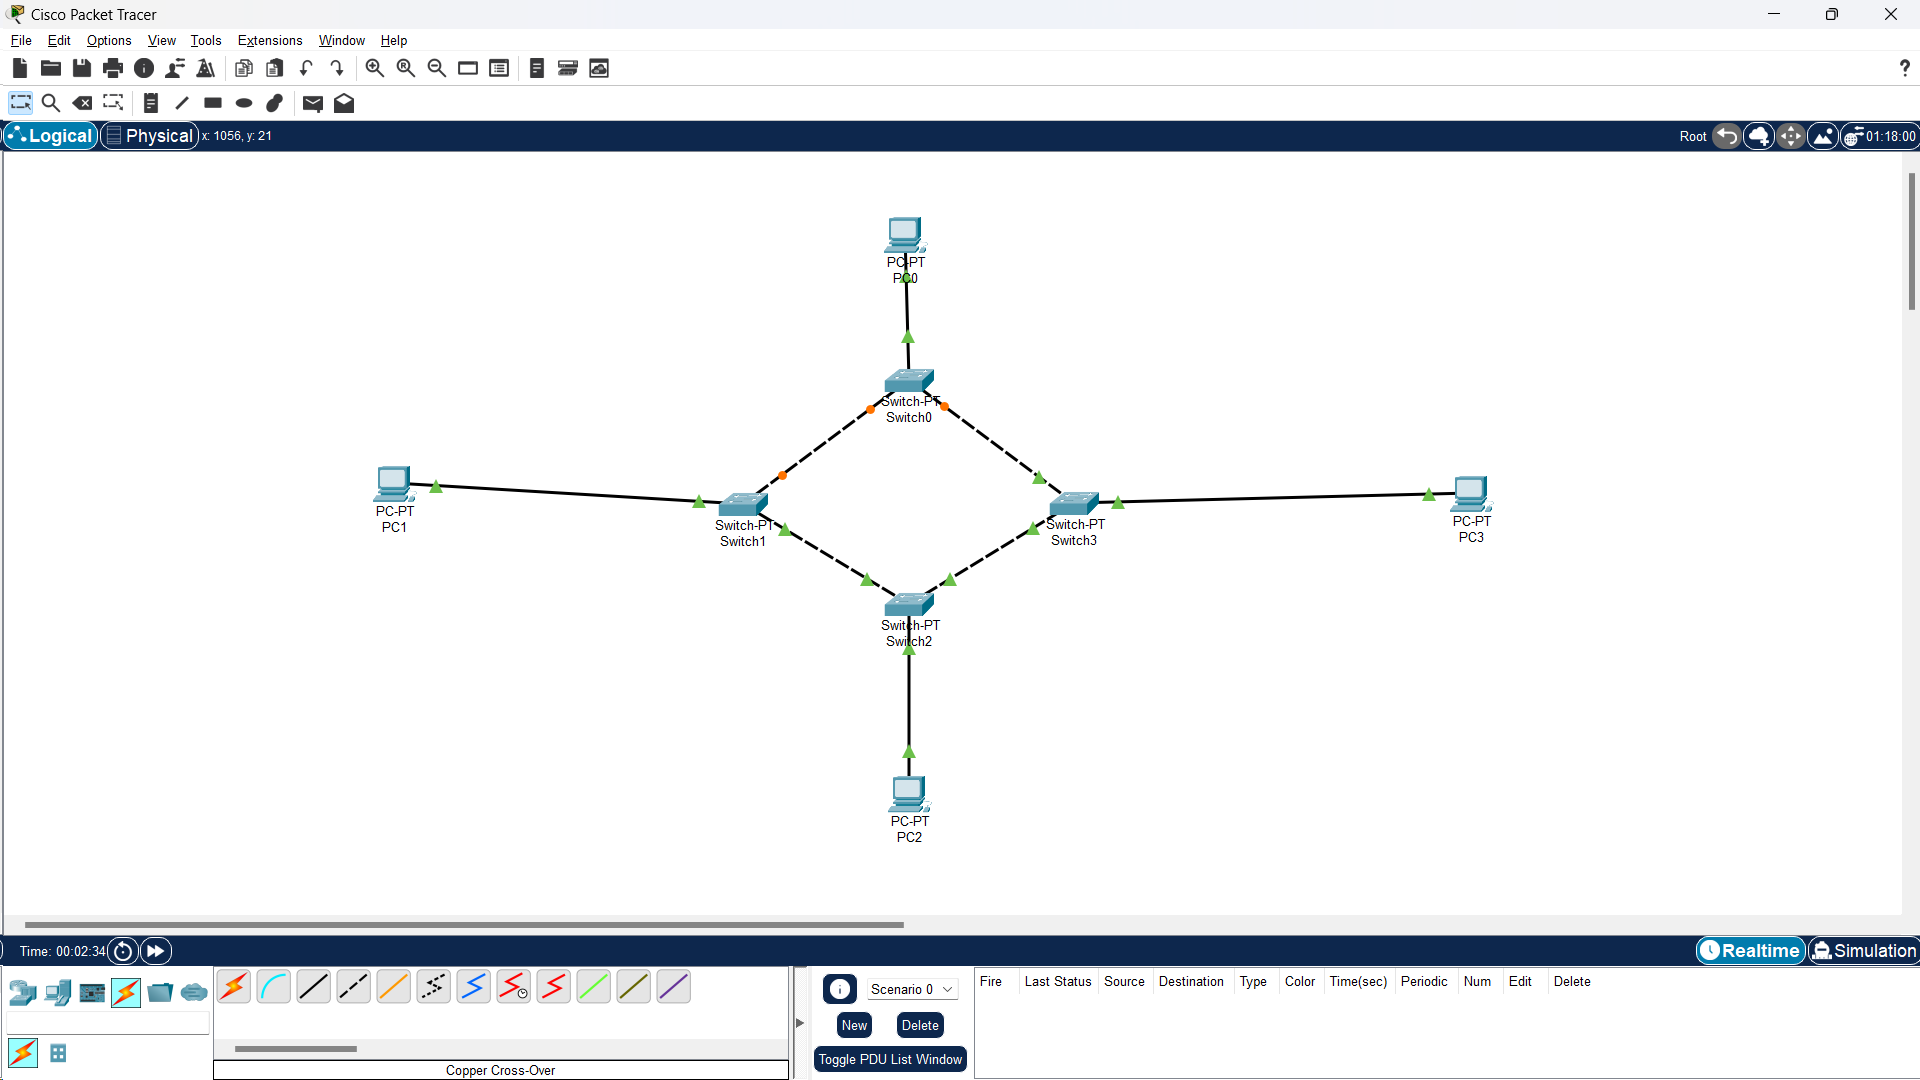 Cisco Packet Tracer
File Edit Options View Tools Extensions Window Help
?
Logical Physical x: 1056, y: 21 Root 01:18:00
PC-PT
PC0
Switch-PT
Switch0
PC-PT
PC1
Switch-PT
Switch1
Switch-PT
Switch3
PC-PT
PC3
Switch-PT
Switch2
PC-PT
PC2
Time: 00:02:34 Realtime Simulation
Scenario 0
New Delete
Toggle PDU List Window
Fire Last Status Source Destination Type Color Time(sec) Periodic Num Edit Delete
Copper Cross-Over